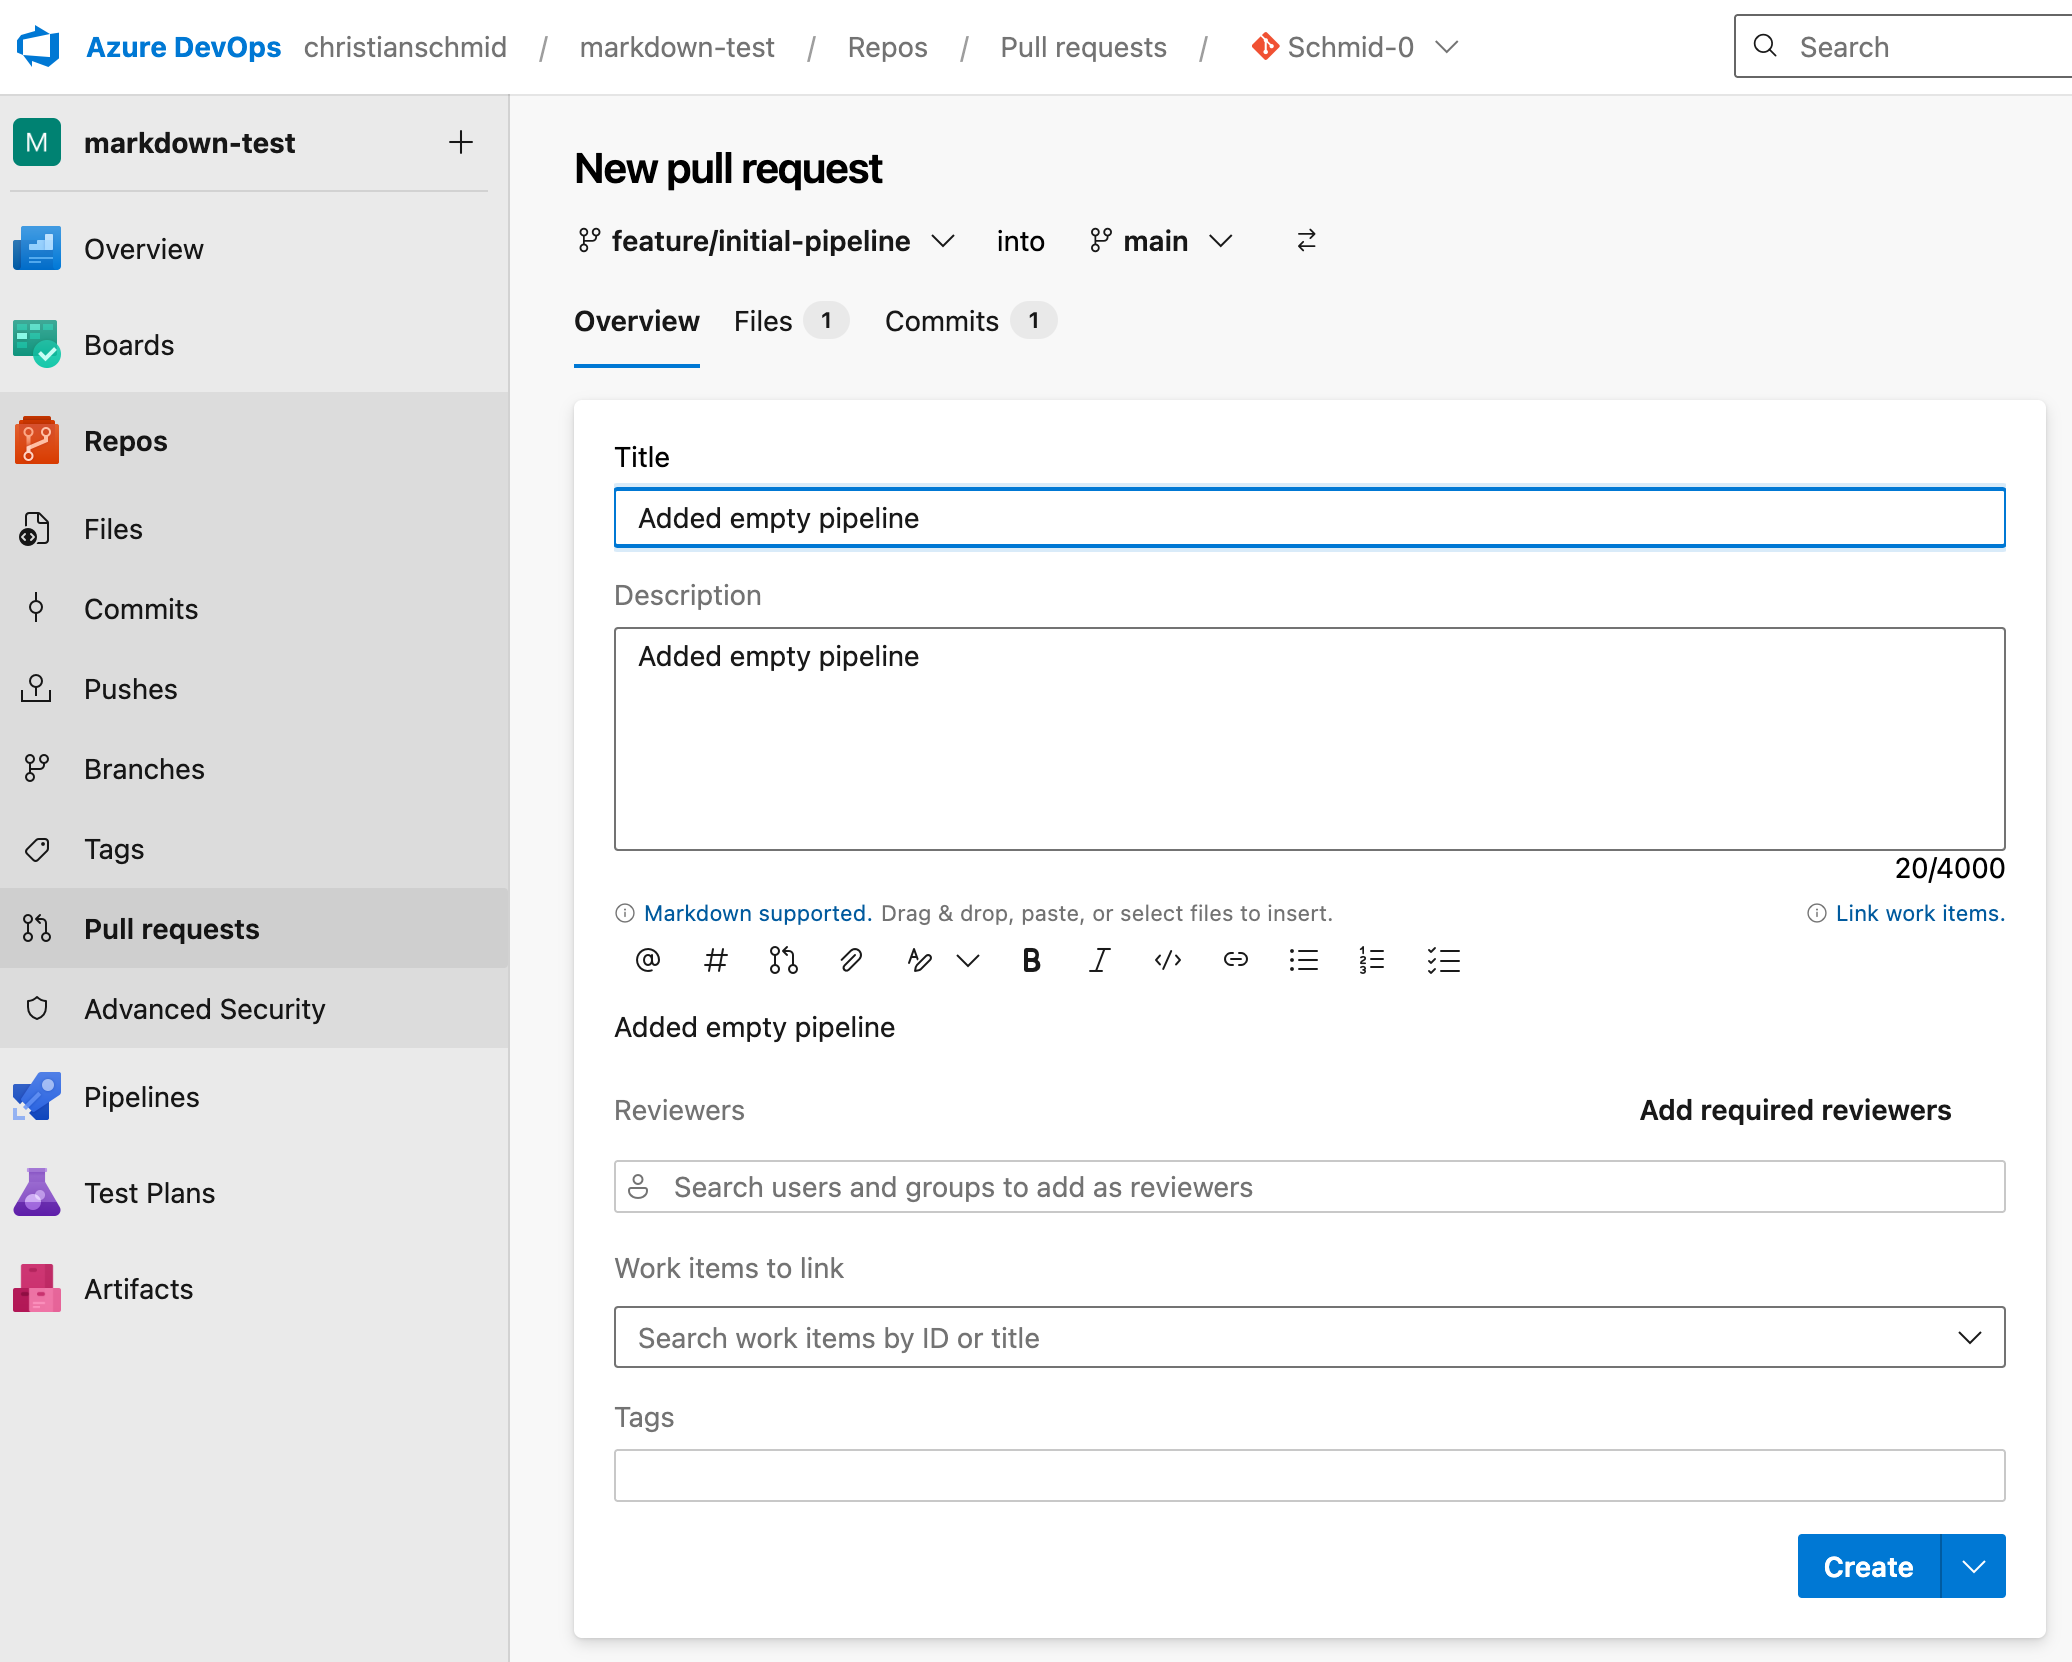 Azure DevOps christianschmid / markdown-test / Repos / Pull requests / Schmid-0
Search
M markdown-test
Overview
Boards
Repos
Files
Commits
Pushes
Branches
Tags
Pull requests
Advanced Security
Pipelines
Test Plans
Artifacts
New pull request
feature/initial-pipeline into main
Overview Files 1 Commits 1
Title
Added empty pipeline
Description
Added empty pipeline
20/4000
Markdown supported. Drag & drop, paste, or select files to insert. Link work items.
Added empty pipeline
Reviewers Add required reviewers
Search users and groups to add as reviewers
Work items to link
Search work items by ID or title
Tags
Create